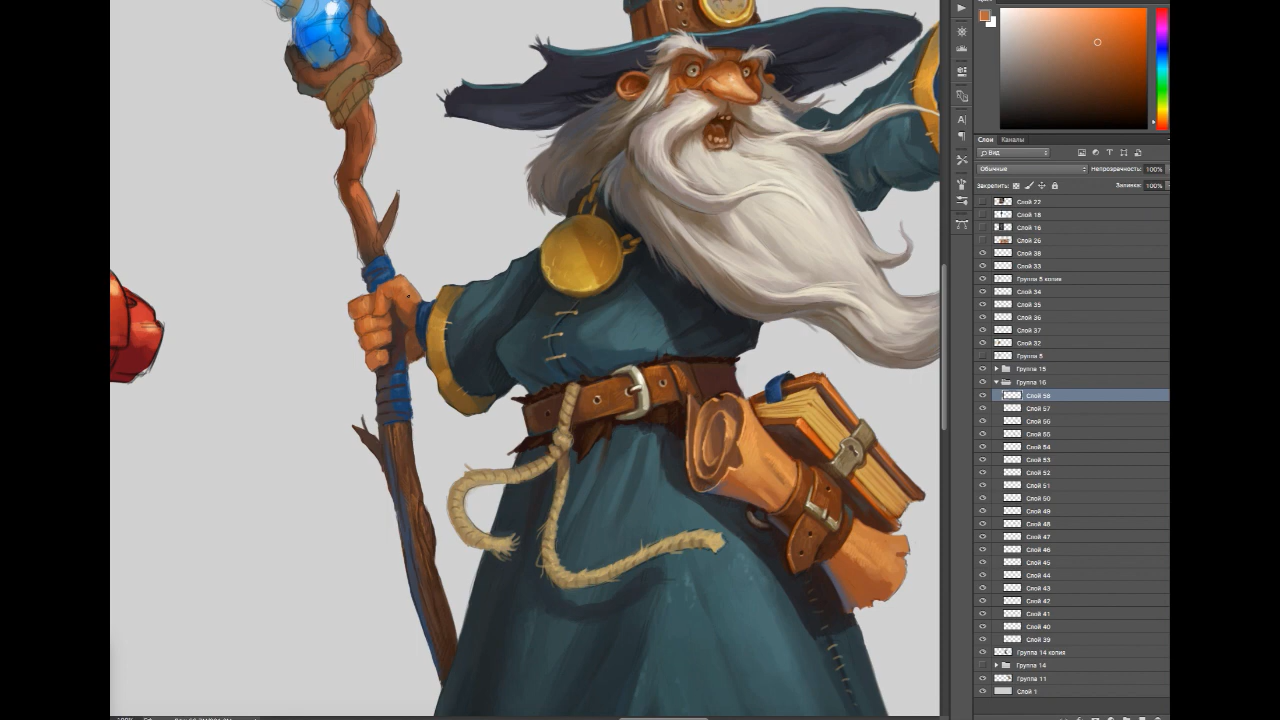 Слои Каналы
Вид
Обычные Непрозрачность: 100%
Закрепить: Заливка: 100%
Слой 22
Слой 18
Слой 16
Слой 26
Слой 38
Слой 33
Группа 5 копия
Слой 34
Слой 35
Слой 36
Слой 37
Слой 32
Группа 15
Группа 16
Слой 58
Слой 57
Слой 56
Слой 55
Слой 54
Слой 53
Слой 52
Слой 51
Слой 50
Слой 49
Слой 48
Слой 47
Слой 46
Слой 45
Слой 44
Слой 43
Слой 42
Слой 41
Слой 40
Слой 39
Группа 14 копия
Группа 14
Группа 11
Слой 1